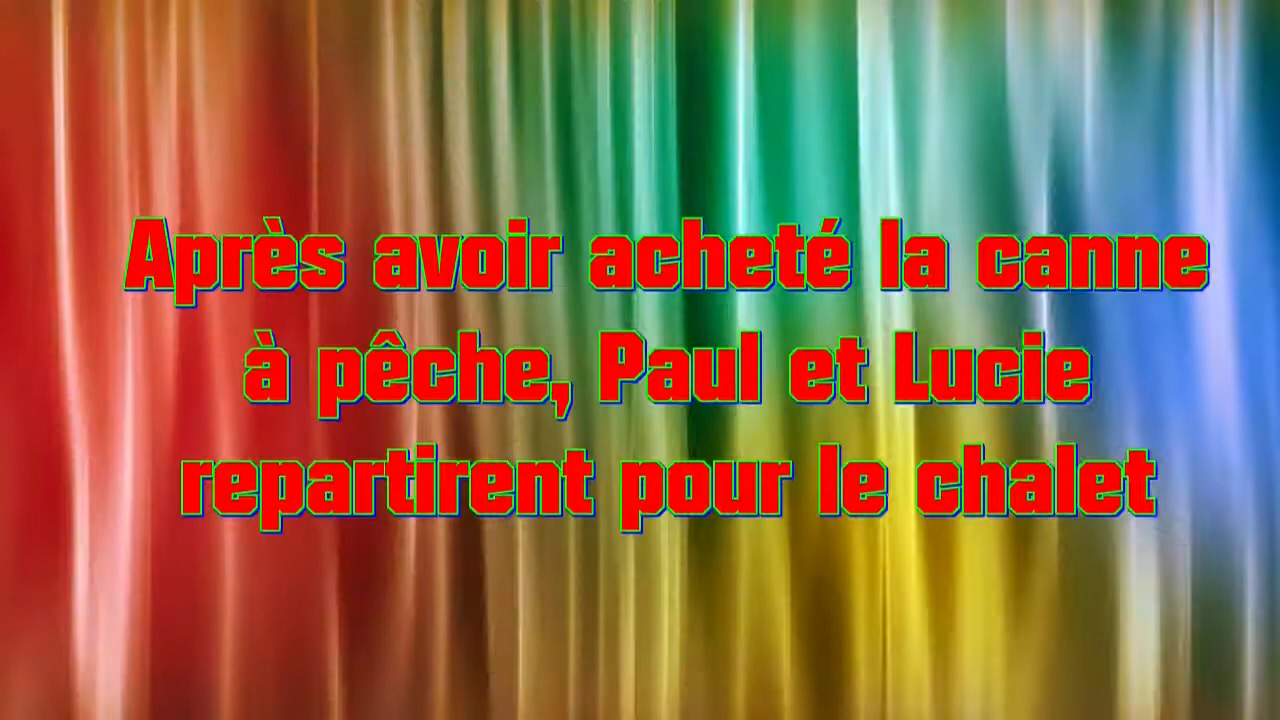 Après avoir acheté la canne
à pêche, Paul et Lucie
repartirent pour le chalet